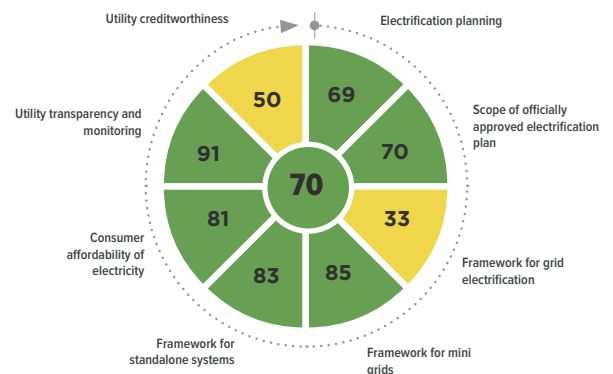 Utility creditworthiness
Electrification planning
50
69
Utility transparency and
monitoring
Scope of officially
approved electrification
plan
91
70
70
81
33
Consumer
affordability of
electricity
Framework for grid
electrification
83
85
Framework for
standalone systems
Framework for mini
grids